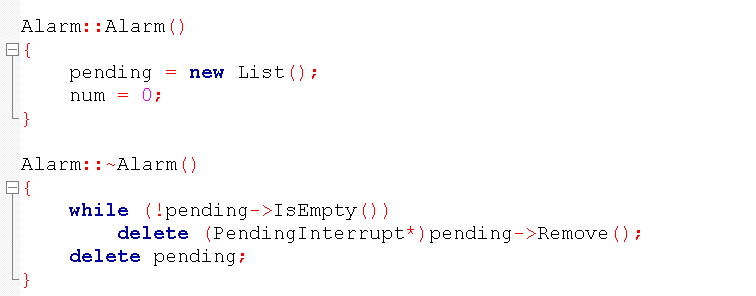 Alarm::Alarm()
{
    pending = new List();
    num = 0;
}
Alarm::~Alarm()
{
    while (!pending->IsEmpty())
        delete (PendingInterrupt*)pending->Remove();
    delete pending;
}